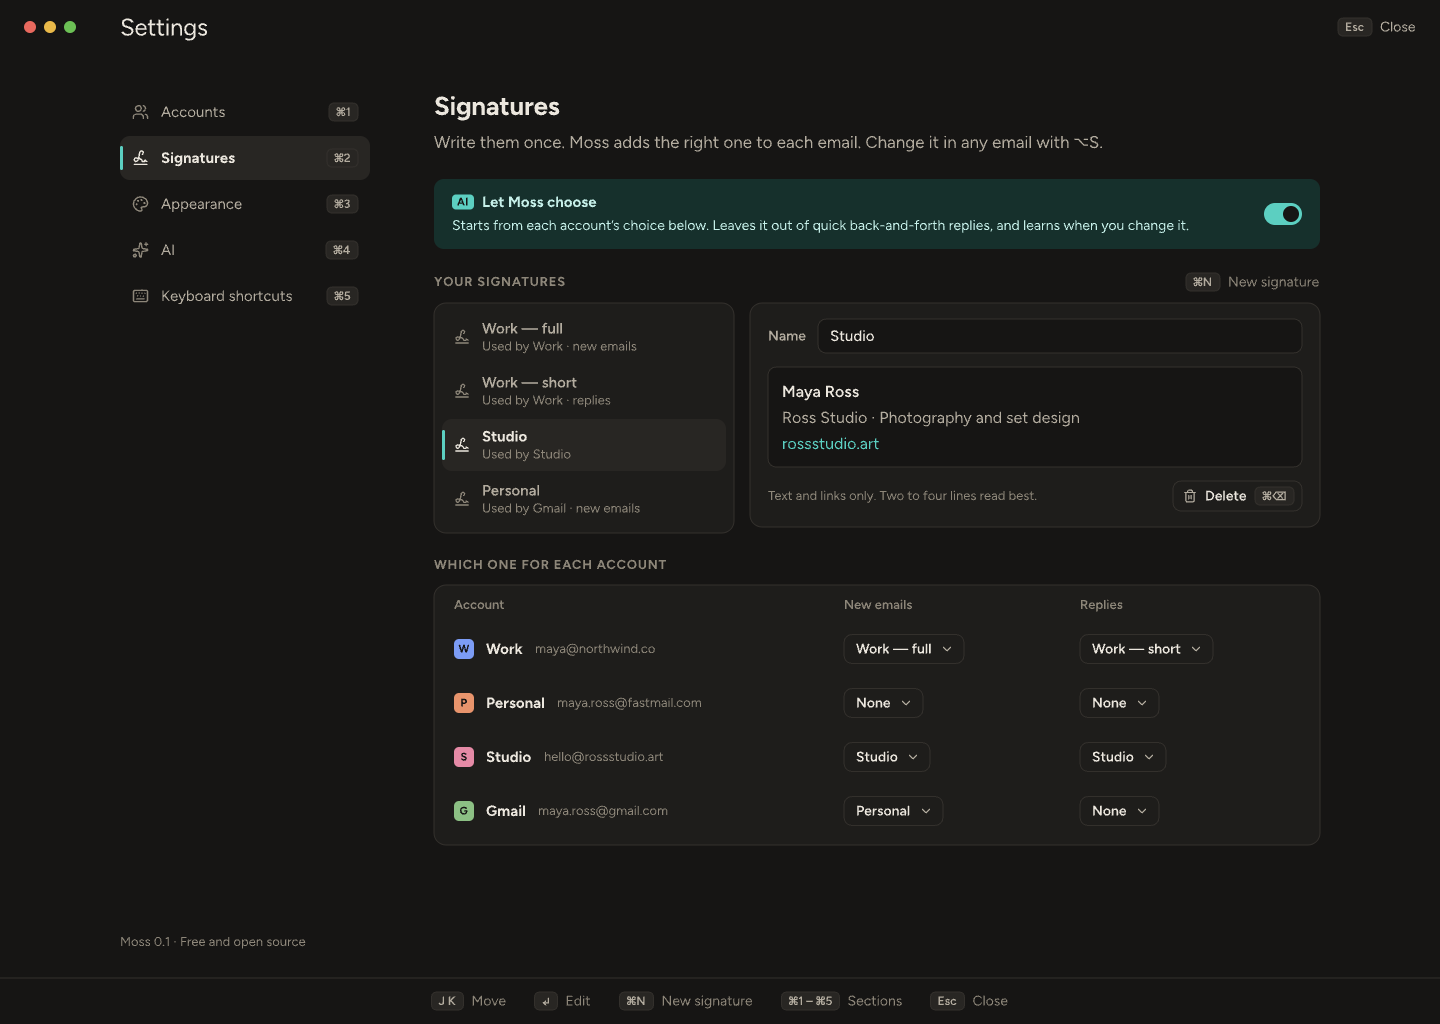 Settings
Esc Close
Accounts ⌘1
Signatures ⌘2
Appearance ⌘3
AI ⌘4
Keyboard shortcuts ⌘5
Signatures
Write them once. Moss adds the right one to each email. Change it in any email with ⌥S.
AI Let Moss choose
Starts from each account's choice below. Leaves it out of quick back-and-forth replies, and learns when you change it.
YOUR SIGNATURES
⌘N New signature
Work — full
Used by Work · new emails
Work — short
Used by Work · replies
Studio
Used by Studio
Personal
Used by Gmail · new emails
Name Studio
Maya Ross
Ross Studio · Photography and set design
rossstudio.art
Text and links only. Two to four lines read best.
Delete ⌘⌫
WHICH ONE FOR EACH ACCOUNT
Account New emails Replies
W Work maya@northwind.co Work — full Work — short
P Personal maya.ross@fastmail.com None None
S Studio hello@rossstudio.art Studio Studio
G Gmail maya.ross@gmail.com Personal None
Moss 0.1 · Free and open source
J K Move ↵ Edit ⌘N New signature ⌘1 – ⌘5 Sections Esc Close